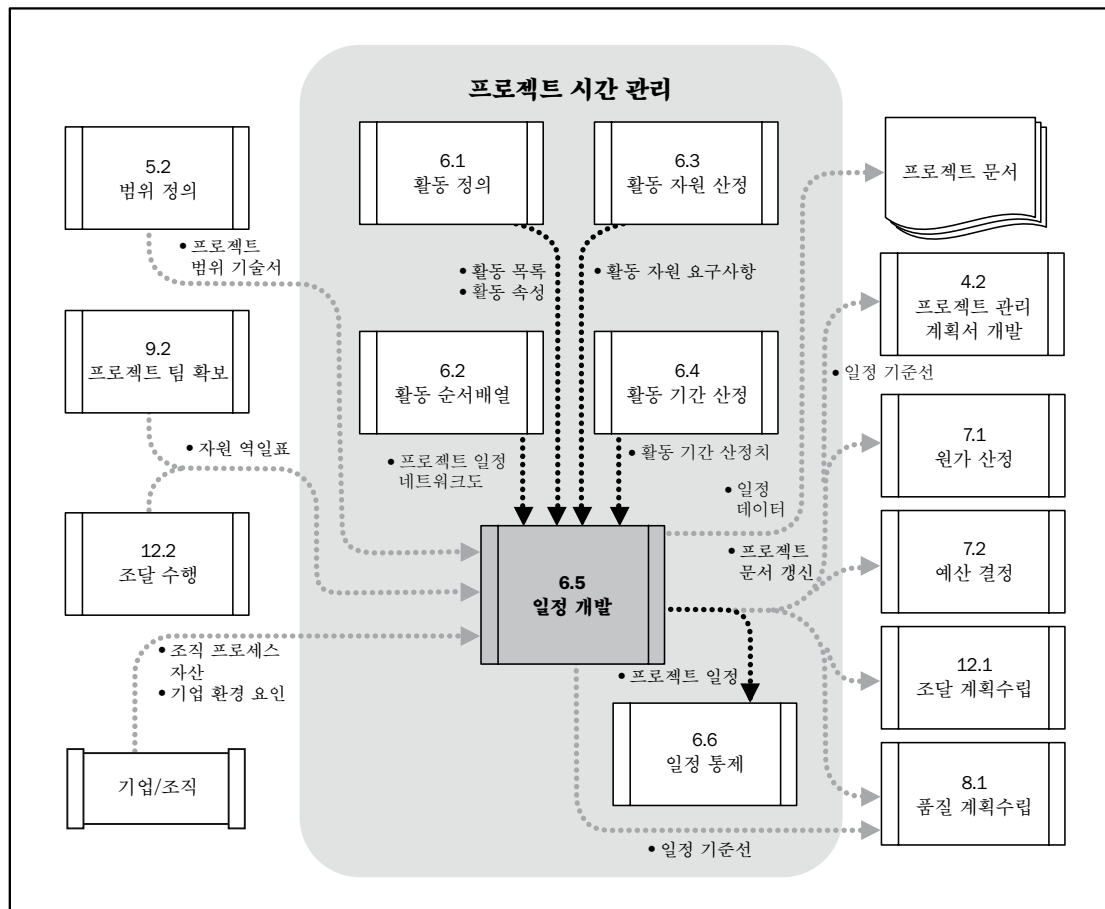 프로젝트 시간 관리
5.2
범위 정의
• 프로젝트
범위 기술서
9.2
프로젝트 팀 확보
• 자원 역일표
12.2
조달 수행
• 조직 프로세스
자산
• 기업 환경 요인
기업/조직
6.1
활동 정의
• 활동 목록
• 활동 속성
6.3
활동 자원 산정
• 활동 자원 요구사항
6.2
활동 순서배열
• 프로젝트 일정
네트워크도
6.4
활동 기간 산정
• 활동 기간 산정치
6.5
일정 개발
• 프로젝트 일정
6.6
일정 통제
• 일정 기준선
• 일정
데이터
• 프로젝트
문서 갱신
프로젝트 문서
4.2
프로젝트 관리
계획서 개발
• 일정 기준선
7.1
원가 산정
7.2
예산 결정
12.1
조달 계획수립
8.1
품질 계획수립